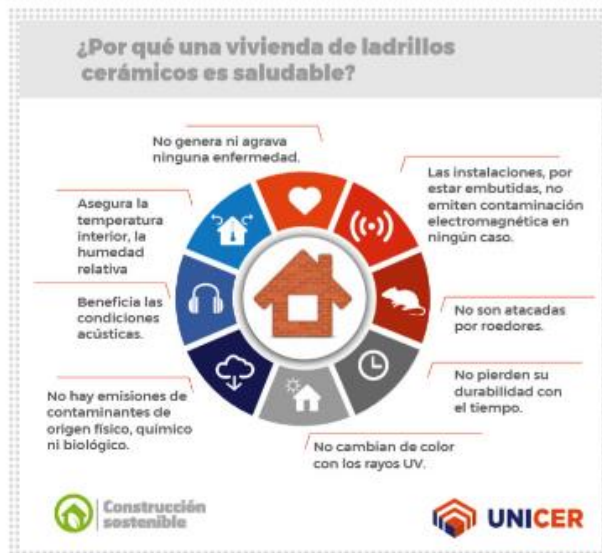 ¿Por qué una vivienda de ladrillos
cerámicos es saludable?
No genera ni agrava
ninguna enfermedad.
Las instalaciones, por
estar embutidas, no
emiten contaminación
electromagnética en
ningún caso.
No son atacadas
por roedores.
No pierden su
durabilidad con
el tiempo.
No cambian de color
con los rayos UV.
No hay emisiones de
contaminantes de
origen físico, químico
ni biológico.
Beneficia las
condiciones
acústicas.
Asegura la
temperatura
interior, la
humedad
relativa
Construcción
sostenible
UNICER